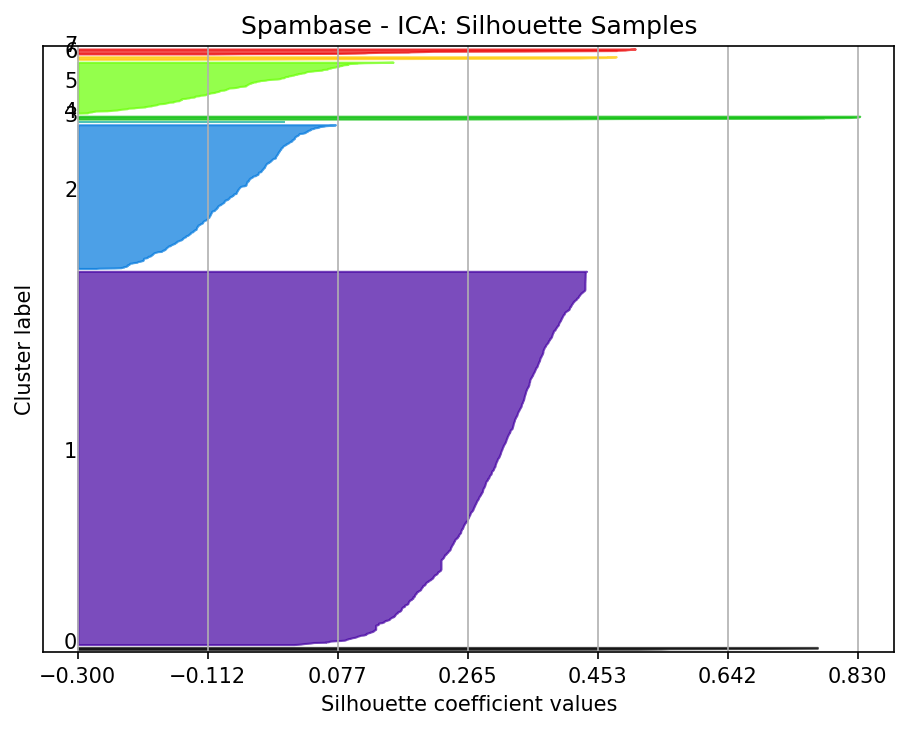 Spambase - ICA: Silhouette Samples
7
6
5
4
3
2
1
0
Cluster label
−0.300 −0.112 0.077 0.265 0.453 0.642 0.830
Silhouette coefficient values